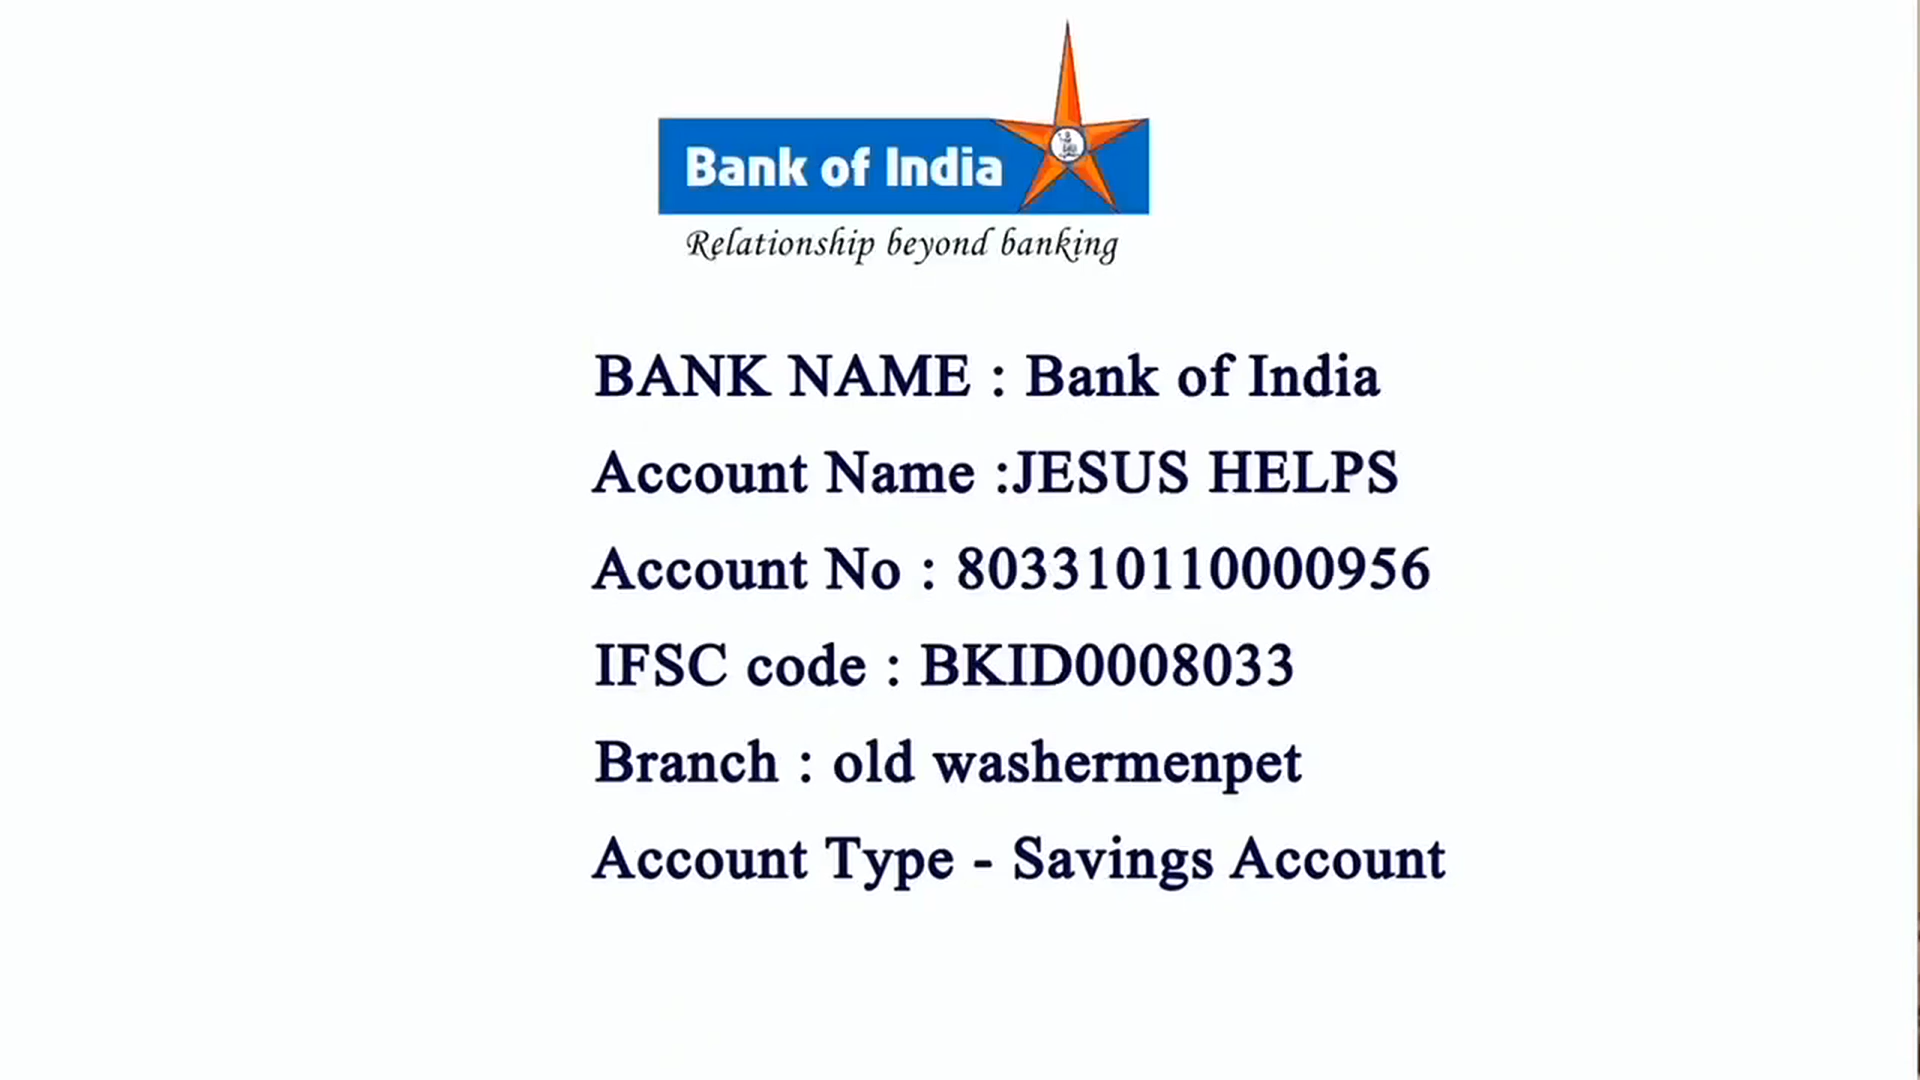 Bank of India
Relationship beyond banking
BANK NAME : Bank of India
Account Name :JESUS HELPS
Account No : 803310110000956
IFSC code : BKID0008033
Branch : old washermenpet
Account Type - Savings Account